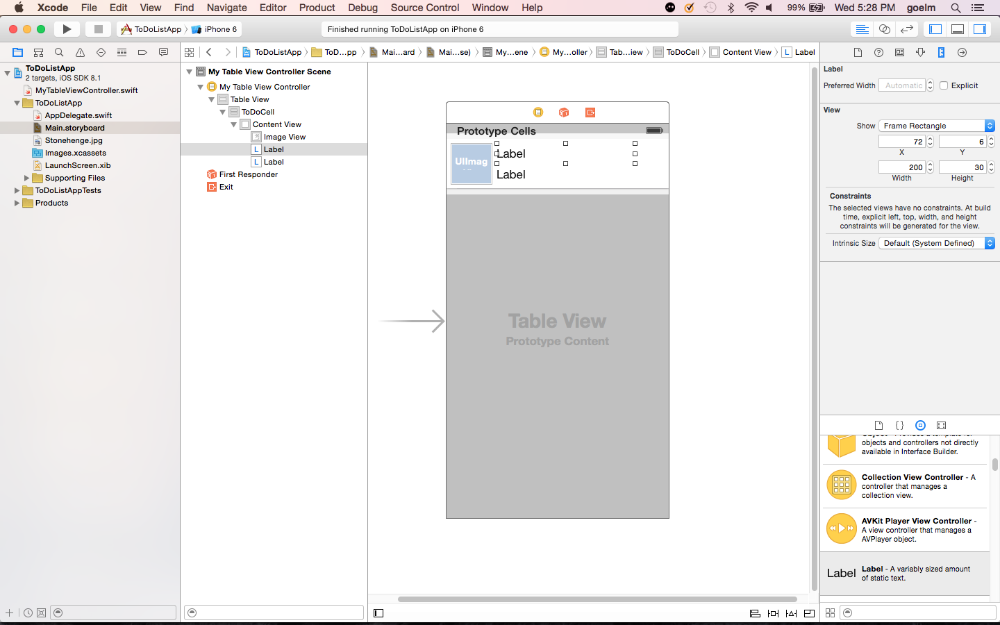 Xcode File Edit View Find Navigate Editor Product Debug Source Control Window Help 99% Wed 5:28 PM goelm
ToDoListApp iPhone 6
Finished running ToDoListApp on iPhone 6
ToDoListApp ToD...pp Mai...ard Mai...se) My...ene My...oller Tab...iew ToDoCell Content View L Label
ToDoListApp
2 targets, iOS SDK 8.1
MyTableViewController.swift
ToDoListApp
AppDelegate.swift
Main.storyboard
Stonehenge.jpg
Images.xcassets
LaunchScreen.xib
Supporting Files
ToDoListAppTests
Products
My Table View Controller Scene
My Table View Controller
Table View
ToDoCell
Content View
Image View
L Label
L Label
First Responder
Exit
Prototype Cells
UIImag
Label
Label
Table View
Prototype Content
Label
Preferred Width Automatic Explicit
View
Show Frame Rectangle
72 6
X Y
200 30
Width Height
Constraints
The selected views have no constraints. At build
time, explicit left, top, width, and height
constraints will be generated for the view.
Intrinsic Size Default (System Defined)
{}
objects and controllers not directly
available in Interface Builder.
Collection View Controller - A
controller that manages a
collection view.
AVKit Player View Controller -
A view controller that manages a
AVPlayer object.
Label Label - A variably sized amount
of static text.